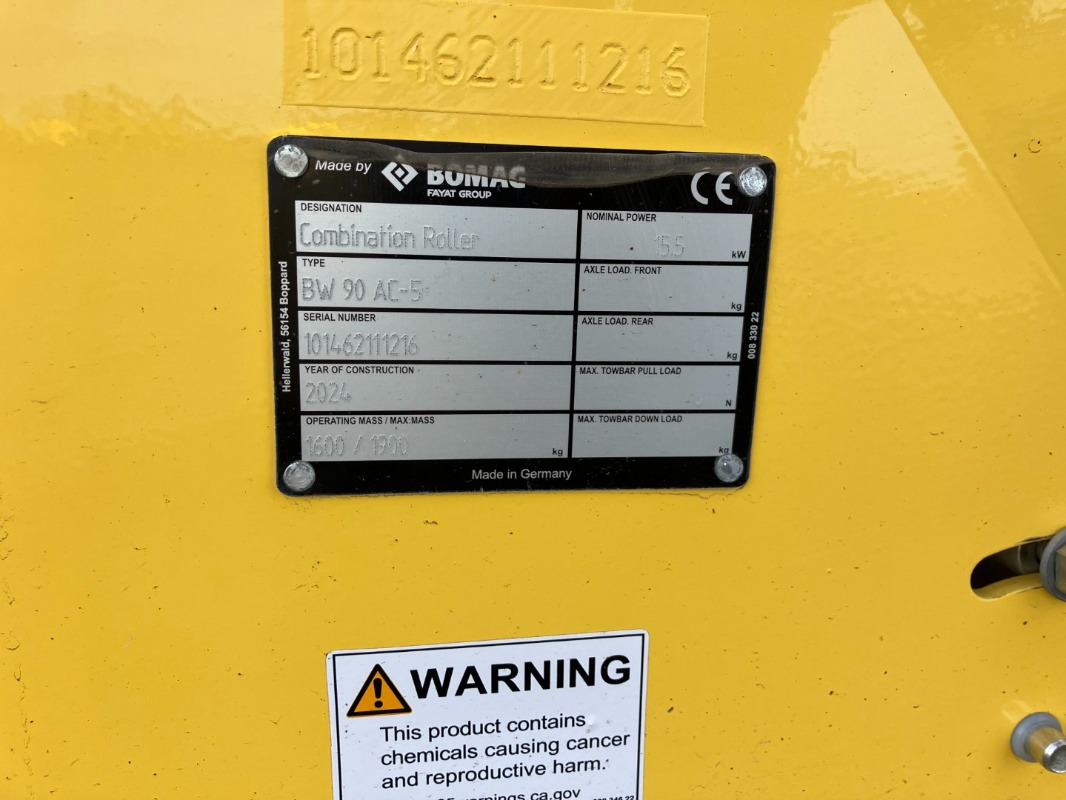 101462111216
Made by BOMAG
FAYAT GROUP
CE
DESIGNATION
Combination Roller
NOMINAL POWER
15.5 kW
TYPE
BW 90 AC-5
AXLE LOAD. FRONT
kg
SERIAL NUMBER
101462111216
AXLE LOAD. REAR
kg
YEAR OF CONSTRUCTION
2024
MAX. TOWBAR PULL LOAD
N
OPERATING MASS / MAX.MASS
1600 / 1900 kg
MAX. TOWBAR DOWN LOAD
kg
Made in Germany
Hellerwald, 56154 Boppard
008 330 22
WARNING
This product contains
chemicals causing cancer
and reproductive harm.
warnings.ca.gov